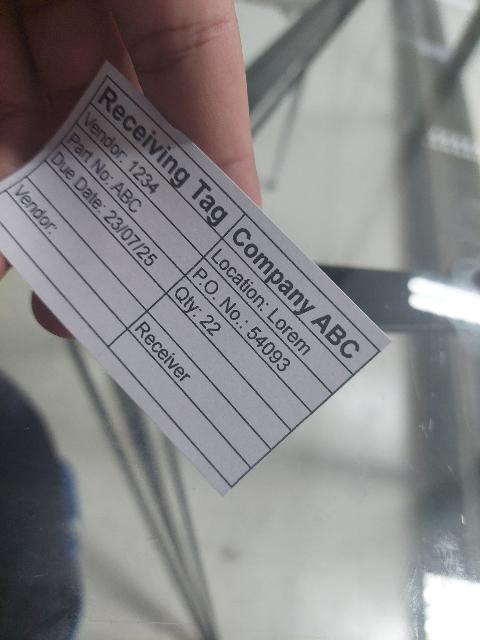 Receiving Tag Company ABC
Vendor: 1234 Location: Lorem
Part No: ABC P.O. No.: 54093
Due Date: 23/07/25 Qty: 22
Vendor: Receiver